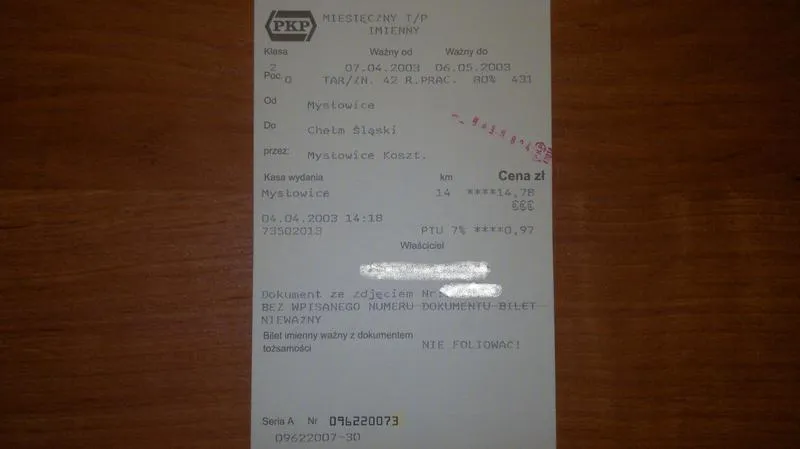 PKP
MIESIĘCZNY T/P
IMIENNY
Klasa Ważny od Ważny do
2 07.04.2003 06.05.2003
Poc. 0 TAR/ZN. 42 R.PRAC. 80% 431
Od Mysłowice
Do Chełm Śląski
przez: Mysłowice Koszt.
Kasa wydania km Cena zł
Mysłowice 14 ****14,78
04.04.2003 14:18
73502013 PTU 7% ****0,97
Właściciel
Dokument ze zdjęciem Nr:
BEZ WPISANEGO NUMERU DOKUMENTU BILET
NIEWAŻNY
Bilet imienny ważny z dokumentem
tożsamości
NIE FOLIOWAĆ!
Seria A Nr 096220073
09622007-30